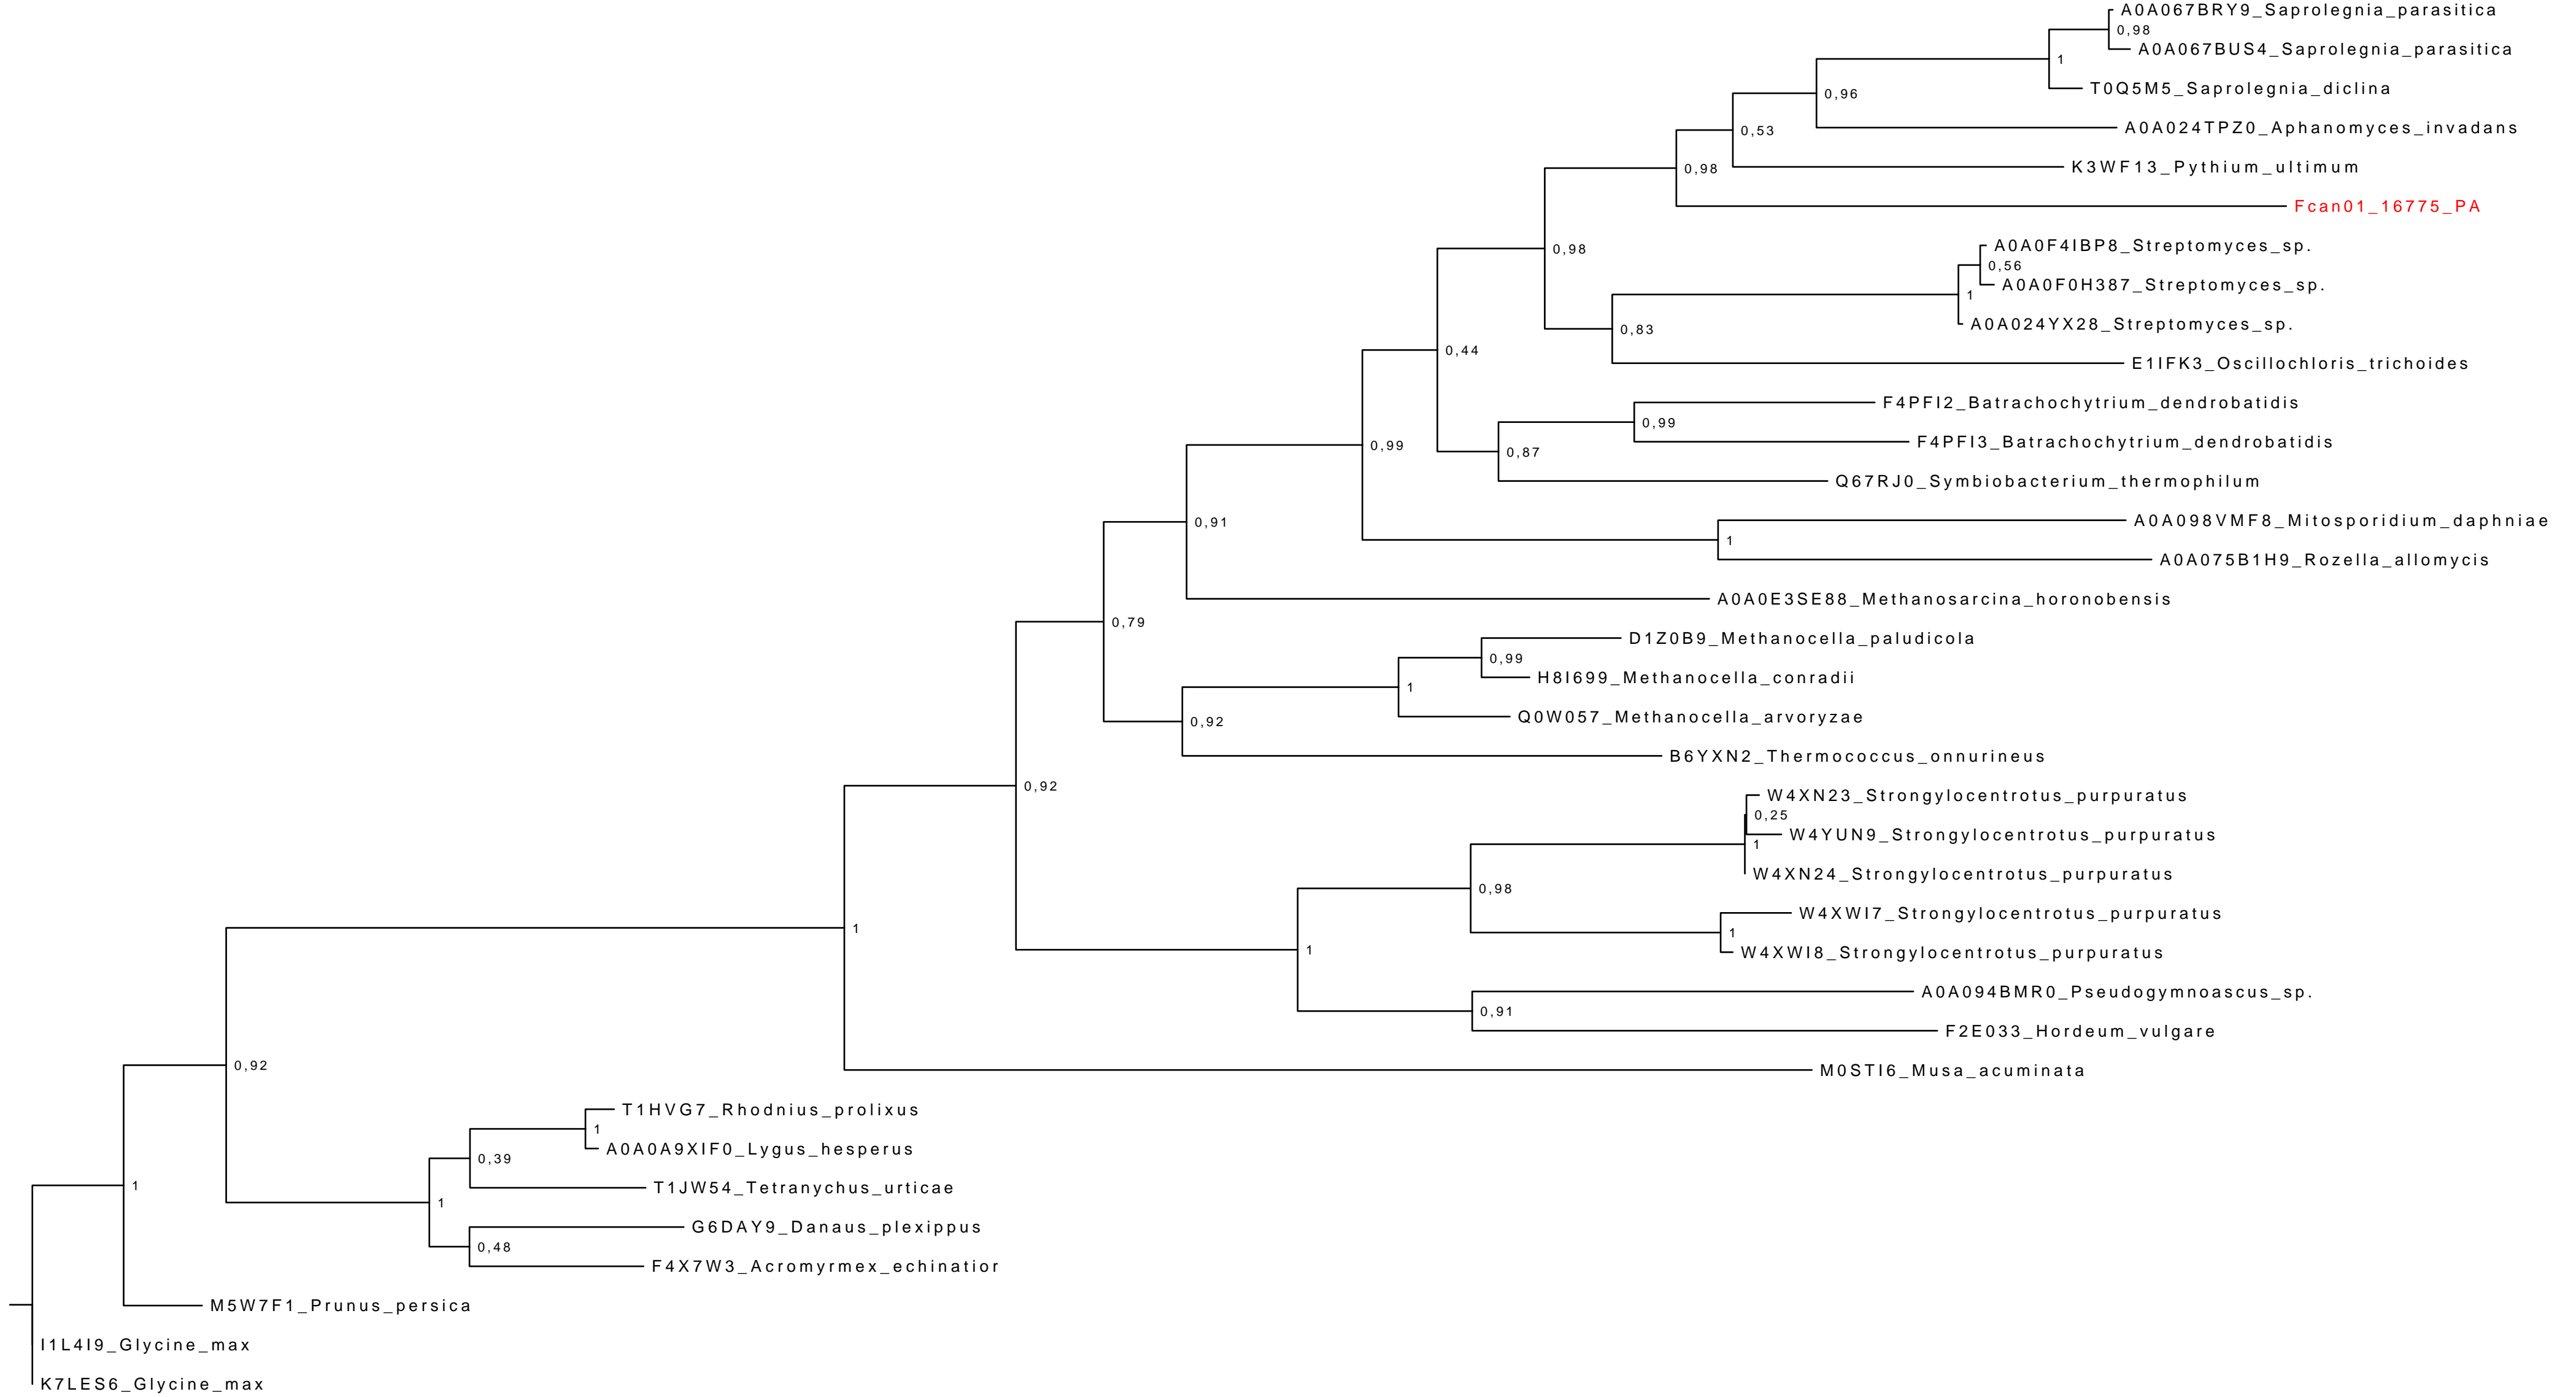 A0A067BRY9_Saprolegnia_parasitica
0,98
A0A067BUS4_Saprolegnia_parasitica
1
T0Q5M5_Saprolegnia_diclina
0,96
A0A024TPZ0_Aphanomyces_invadans
0,53
K3WF13_Pythium_ultimum
0,98
Fcan01_16775_PA
A0A0F4IBP8_Streptomyces_sp.
0,98
0,56
A0A0F0H387_Streptomyces_sp.
1
A0A024YX28_Streptomyces_sp.
0,83
0,44
E1IFK3_Oscillochloris_trichoides
F4PFI2_Batrachochytrium_dendrobatidis
0,99
F4PFI3_Batrachochytrium_dendrobatidis
0,99
0,87
Q67RJ0_Symbiobacterium_thermophilum
A0A098VMF8_Mitosporidium_daphniae
0,91
1
A0A075B1H9_Rozella_allomycis
A0A0E3SE88_Methanosarcina_horonobensis
0,79
D1Z0B9_Methanocella_paludicola
0,99
H8I699_Methanocella_conradii
1
Q0W057_Methanocella_arvoryzae
0,92
B6YXN2_Thermococcus_onnurineus
0,92
W4XN23_Strongylocentrotus_purpuratus
0,25
W4YUN9_Strongylocentrotus_purpuratus
1
W4XN24_Strongylocentrotus_purpuratus
0,98
W4XWI7_Strongylocentrotus_purpuratus
1
1
W4XWI8_Strongylocentrotus_purpuratus
1
A0A094BMR0_Pseudogymnoascus_sp.
0,91
F2E033_Hordeum_vulgare
0,92
M0STI6_Musa_acuminata
T1HVG7_Rhodnius_prolixus
1
A0A0A9XIF0_Lygus_hesperus
0,39
1
T1JW54_Tetranychus_urticae
1
G6DAY9_Danaus_plexippus
0,48
F4X7W3_Acromyrmex_echinatior
M5W7F1_Prunus_persica
I1L4I9_Glycine_max
K7LES6_Glycine_max